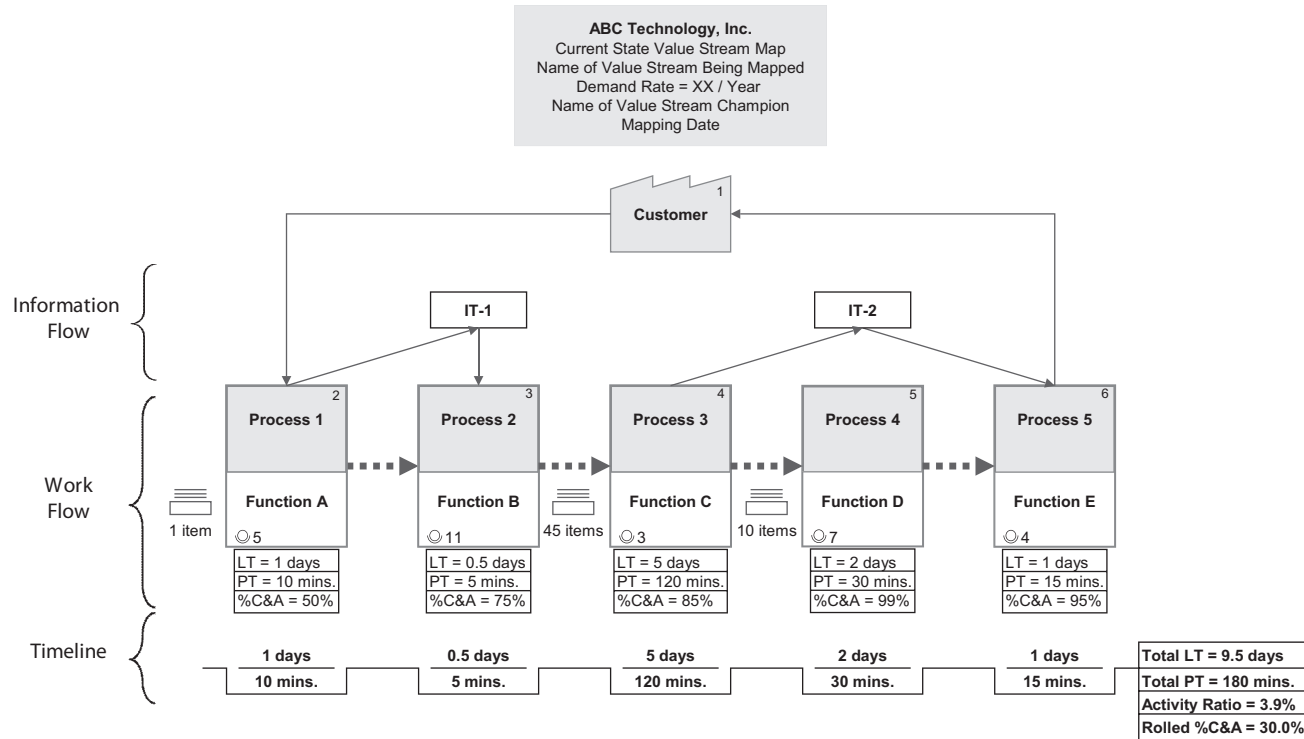 ABC Technology, Inc.
Current State Value Stream Map
Name of Value Stream Being Mapped
Demand Rate = XX / Year
Name of Value Stream Champion
Mapping Date
1
Customer
Information
Flow
IT-1
IT-2
2
Process 1
3
Process 2
4
Process 3
5
Process 4
6
Process 5
Work
Flow
1 item
Function A
5
Function B
11
45 items
Function C
3
10 items
Function D
7
Function E
4
LT = 1 days
PT = 10 mins.
%C&A = 50%
LT = 0.5 days
PT = 5 mins.
%C&A = 75%
LT = 5 days
PT = 120 mins.
%C&A = 85%
LT = 2 days
PT = 30 mins.
%C&A = 99%
LT = 1 days
PT = 15 mins.
%C&A = 95%
Timeline
1 days
10 mins.
0.5 days
5 mins.
5 days
120 mins.
2 days
30 mins.
1 days
15 mins.
Total LT = 9.5 days
Total PT = 180 mins.
Activity Ratio = 3.9%
Rolled %C&A = 30.0%